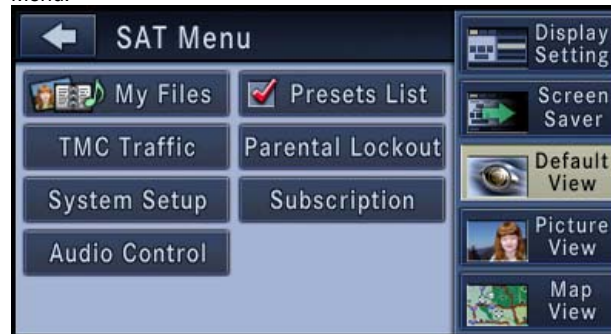 menu.
SAT Menu
My Files
Presets List
TMC Traffic
Parental Lockout
System Setup
Subscription
Audio Control
Display
Setting
Screen
Saver
Default
View
Picture
View
Map
View